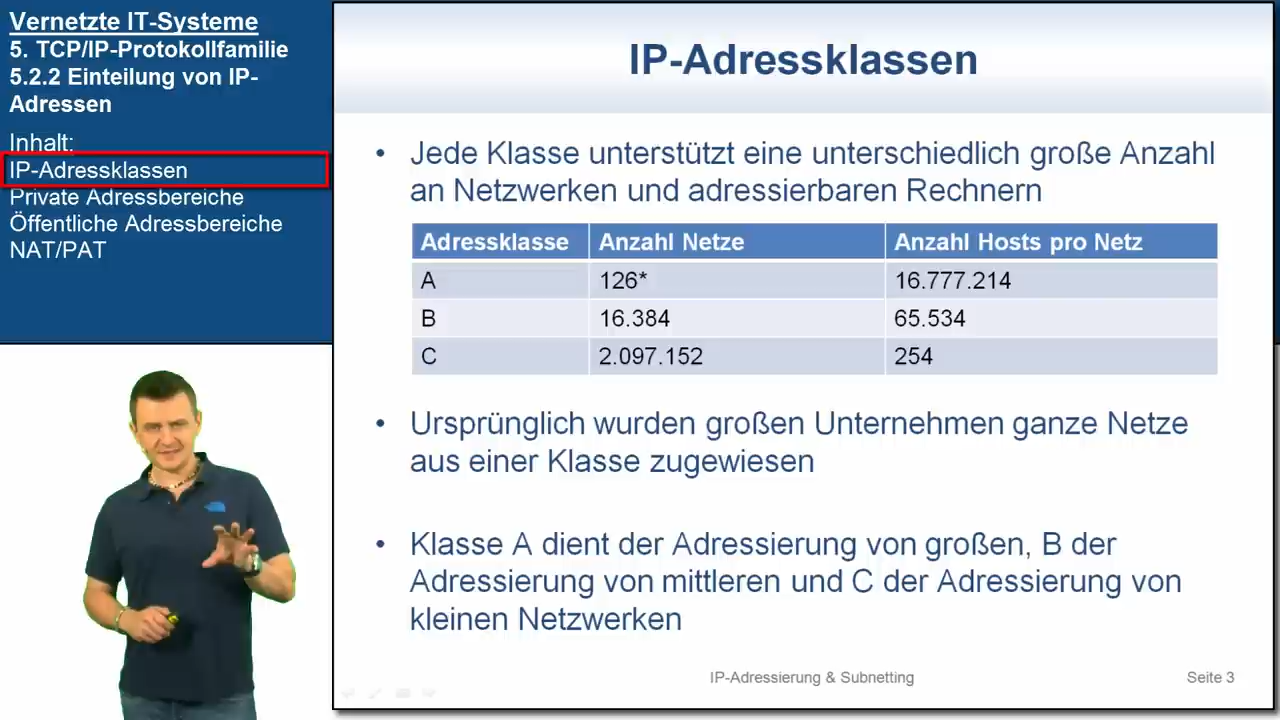 Vernetzte IT-Systeme
5. TCP/IP-Protokollfamilie
5.2.2 Einteilung von IP-
Adressen
Inhalt:
IP-Adressklassen
Private Adressbereiche
Öffentliche Adressbereiche
NAT/PAT
IP-Adressklassen
• Jede Klasse unterstützt eine unterschiedlich große Anzahl
an Netzwerken und adressierbaren Rechnern
Adressklasse Anzahl Netze Anzahl Hosts pro Netz
A 126* 16.777.214
B 16.384 65.534
C 2.097.152 254
• Ursprünglich wurden großen Unternehmen ganze Netze
aus einer Klasse zugewiesen
• Klasse A dient der Adressierung von großen, B der
Adressierung von mittleren und C der Adressierung von
kleinen Netzwerken
IP-Adressierung & Subnetting
Seite 3